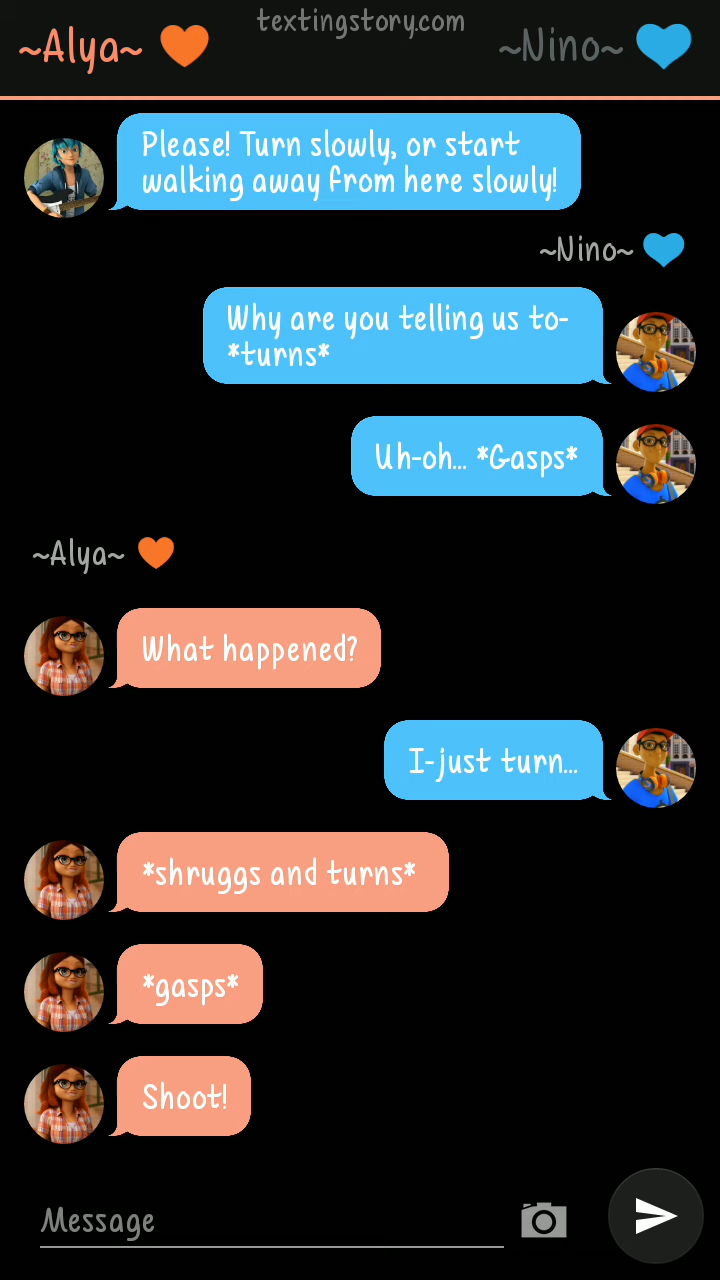 textingstory.com
~Alya~ 🧡
~Nino~ 💙
Please! Turn slowly, or start
walking away from here slowly!
~Nino~ 💙
Why are you telling us to-
*turns*
Uh-oh... *Gasps*
~Alya~ 🧡
What happened?
I-just turn...
*shruggs and turns*
*gasps*
Shoot!
Message